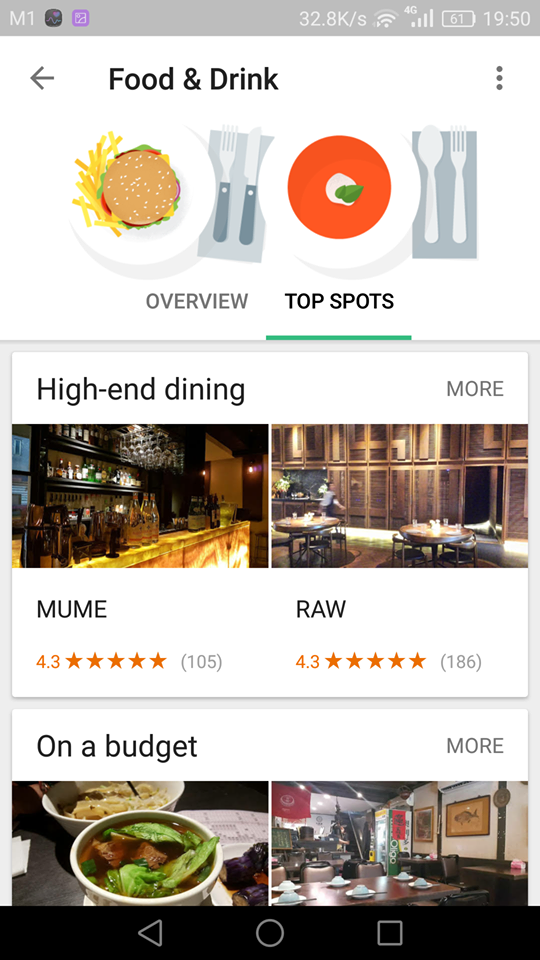 M1 32.8K/s 4G 61 19:50
Food & Drink
OVERVIEW TOP SPOTS
High-end dining MORE
MUME RAW
4.3 (105) 4.3 (186)
On a budget MORE